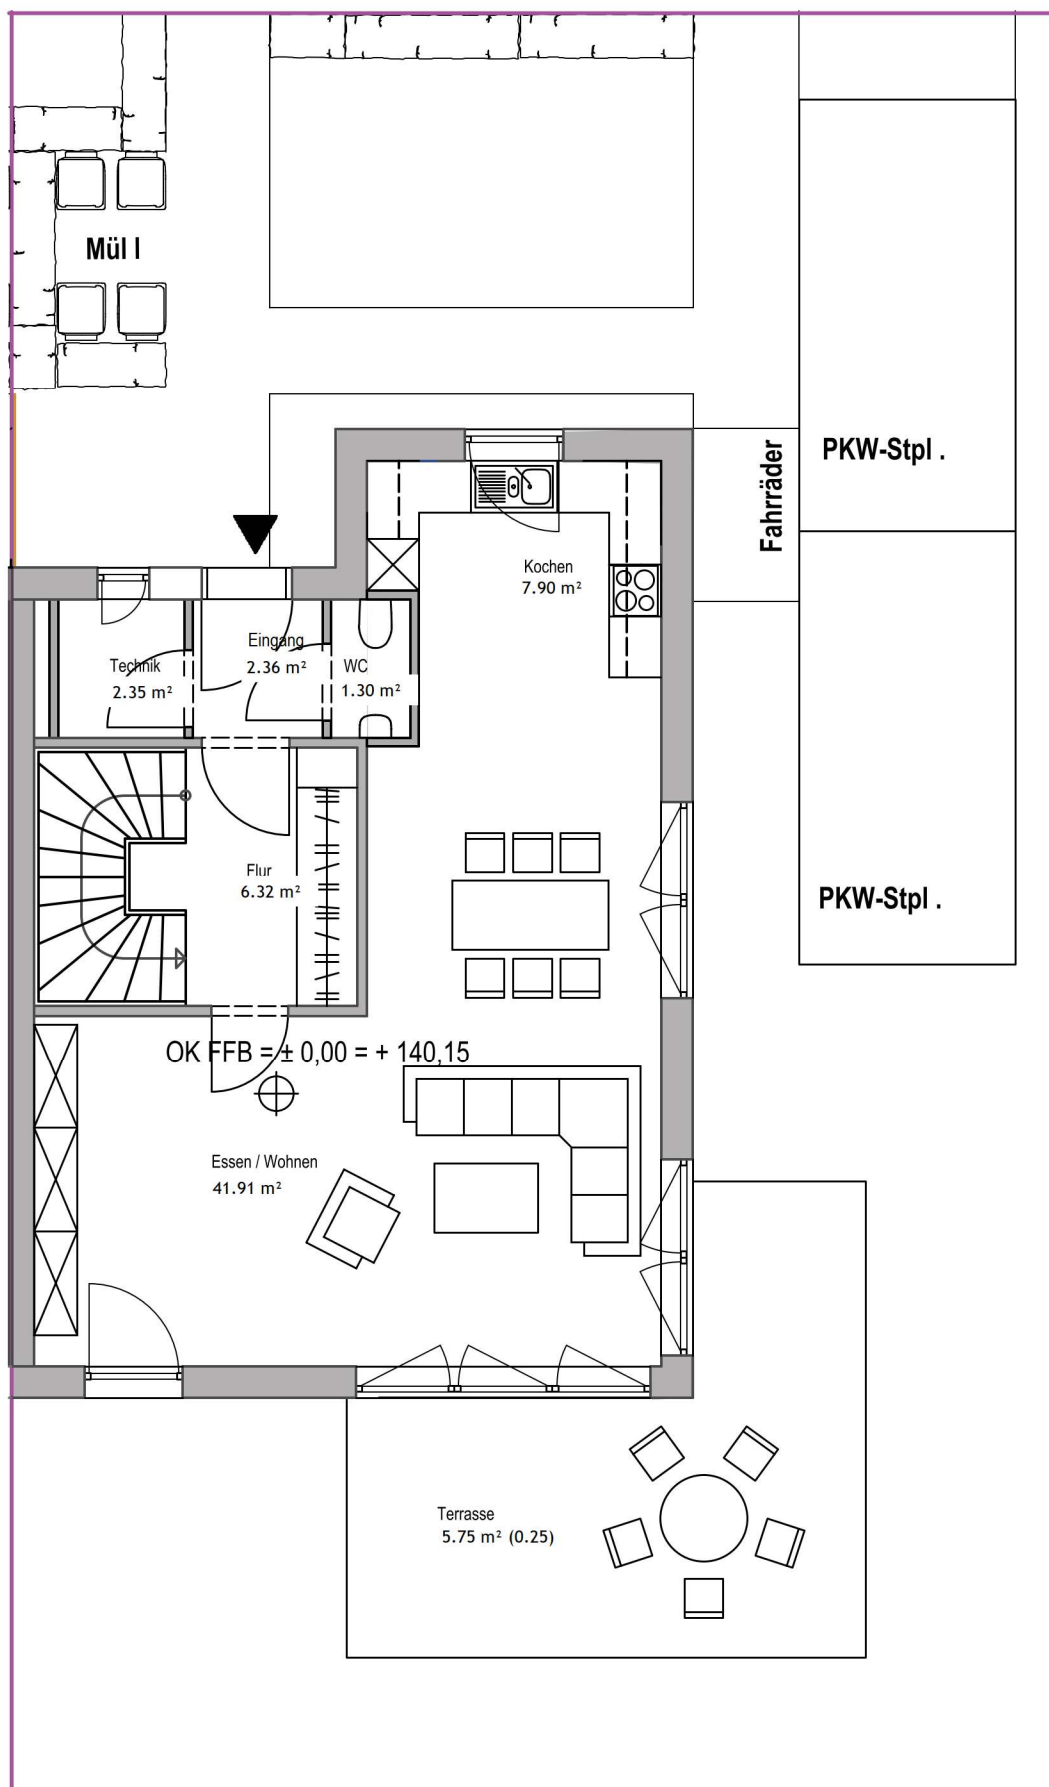 Mül l
PKW-Stpl .
Fahrräder
Kochen
7.90 m²
Eingang
2.36 m²
WC
1.30 m²
Technik
2.35 m²
Flur
6.32 m²
PKW-Stpl .
OK FFB = ± 0,00 = + 140,15
Essen / Wohnen
41.91 m²
Terrasse
5.75 m² (0.25)